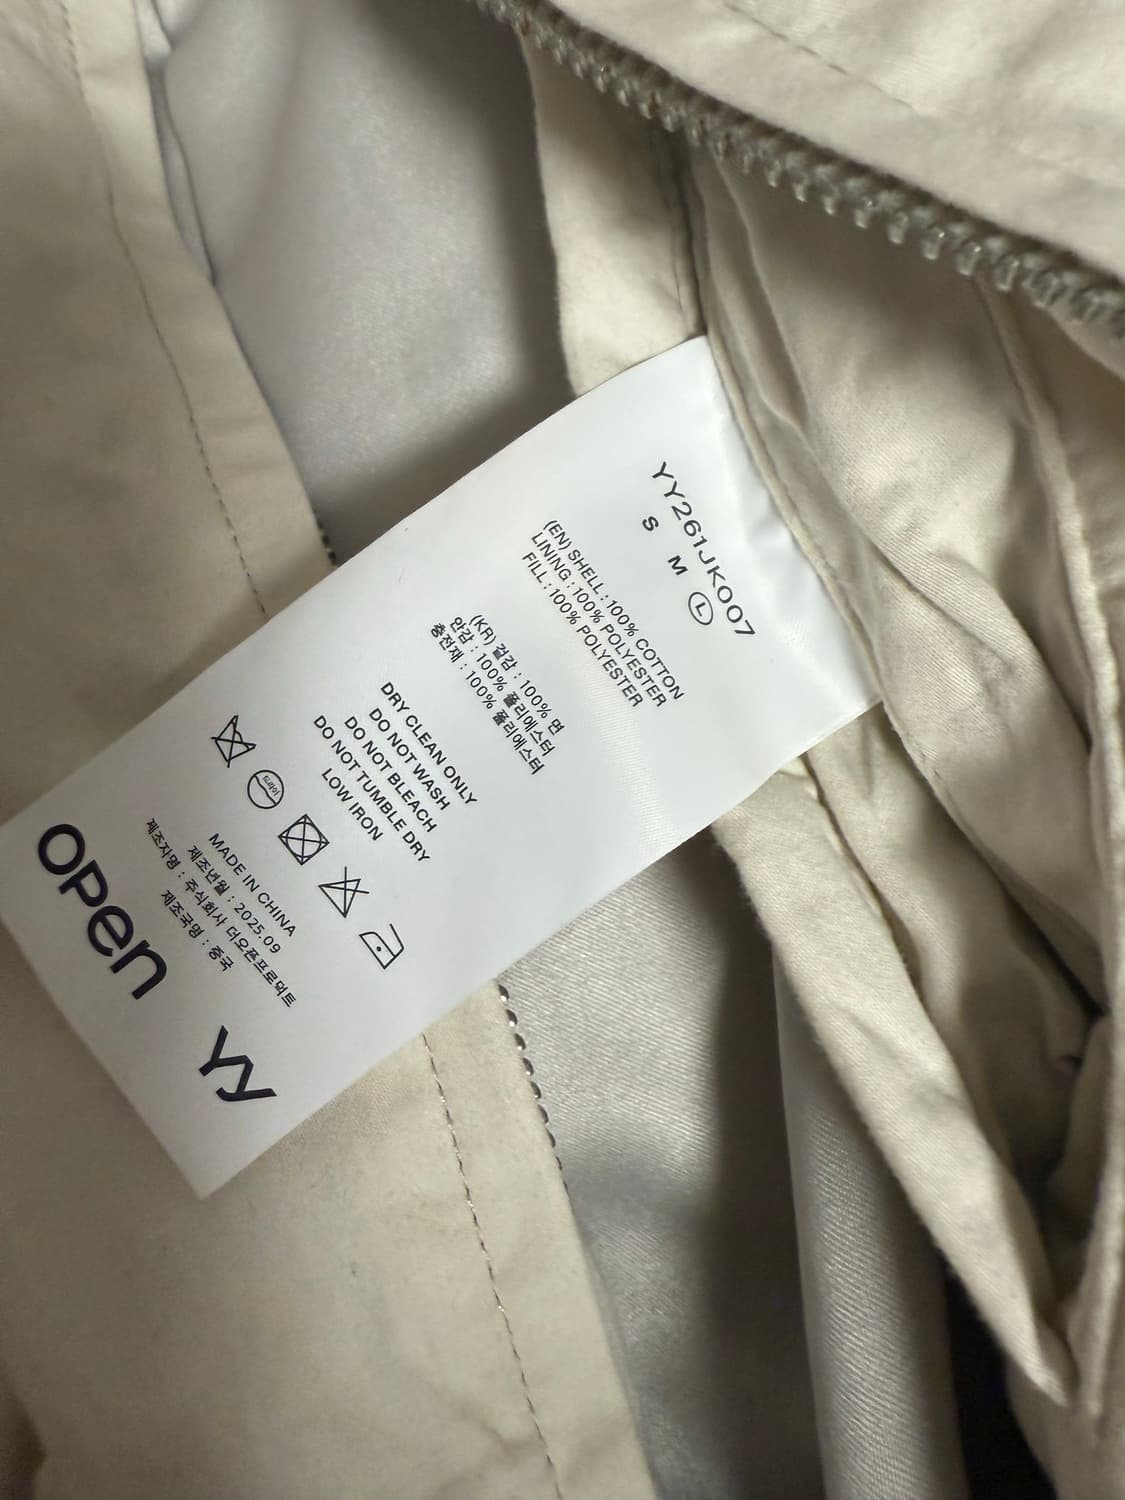 YY261JK007
S M L
(EN) SHELL : 100% COTTON
LINING : 100% POLYESTER
FILL : 100% POLYESTER
(KR) 겉감 : 100% 면
안감 : 100% 폴리에스터
충전재 : 100% 폴리에스터
DRY CLEAN ONLY
DO NOT WASH
DO NOT BLEACH
DO NOT TUMBLE DRY
LOW IRON
드라이
MADE IN CHINA
제조년월 : 2025.09
제조자명 : 주식회사 더오픈프로덕트
제조국명 : 중국
open YY